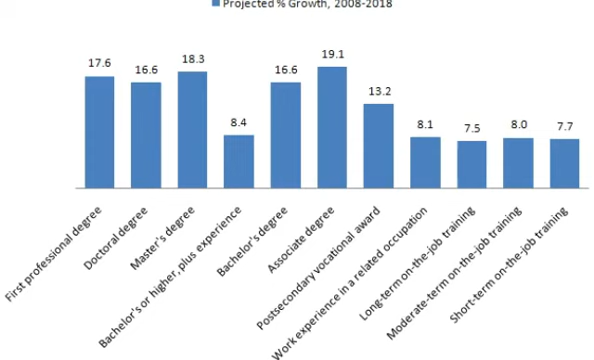 Projected % Growth, 2008-2018
17.6
16.6
18.3
8.4
16.6
19.1
13.2
8.1
7.5
8.0
7.7
First professional degree
Doctoral degree
Master's degree
Bachelor's or higher, plus experience
Bachelor's degree
Associate degree
Postsecondary vocational award
Work experience in a related occupation
Long-term on-the-job training
Moderate-term on-the-job training
Short-term on-the-job training